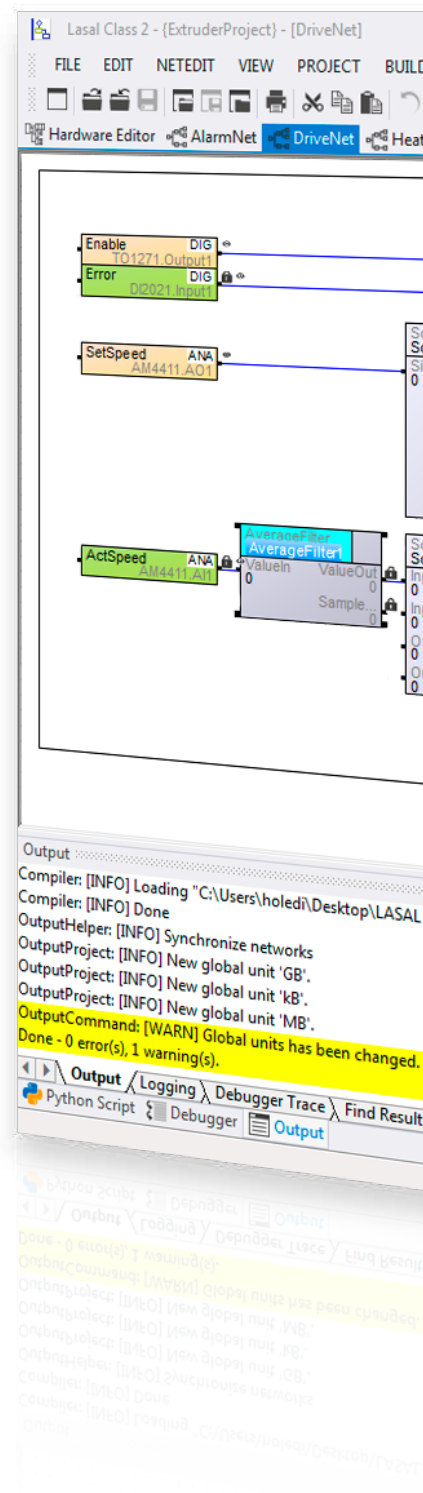 Lasal Class 2 - {ExtruderProject} - [DriveNet]
FILE EDIT NETEDIT VIEW PROJECT BUILD
Hardware Editor AlarmNet DriveNet Heat
Enable DIG
TO1271.Output1
Error DIG
DI2021.Input1
SetSpeed ANA
AM4411.AO1
0
AverageFilter
AverageFilter1
ActSpeed ANA
AM4411.AI1
ValueIn ValueOut
0 0
Sample...
0
0
0
0
0
Output
Compiler: [INFO] Loading "C:\Users\holedi\Desktop\LASAL
Compiler: [INFO] Done
OutputHelper: [INFO] Synchronize networks
OutputProject: [INFO] New global unit 'GB'.
OutputProject: [INFO] New global unit 'kB'.
OutputProject: [INFO] New global unit 'MB'.
OutputCommand: [WARN] Global units has been changed.
Done - 0 error(s), 1 warning(s).
Output Logging Debugger Trace Find Result
Python Script Debugger Output